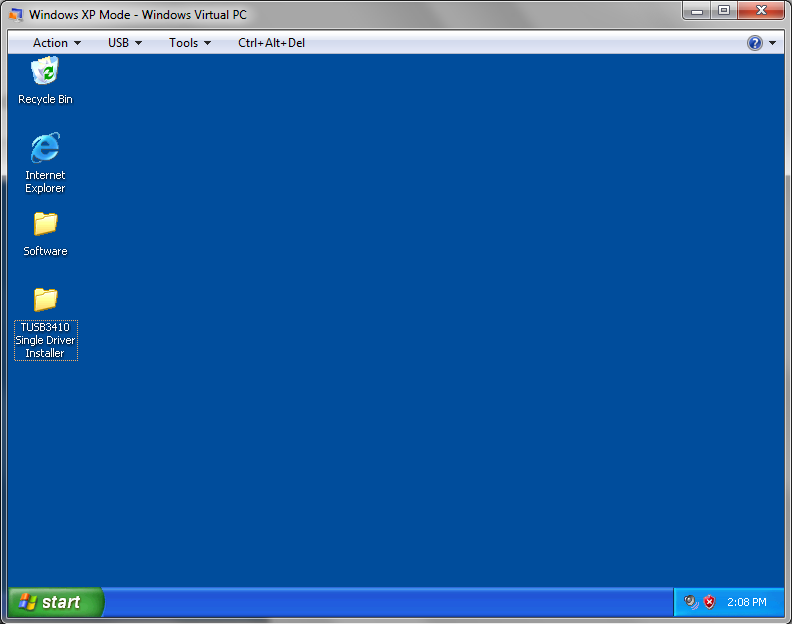 Windows XP Mode - Windows Virtual PC
Action USB Tools Ctrl+Alt+Del
Recycle Bin
Internet
Explorer
Software
TUSB3410
Single Driver
Installer
start
2:08 PM